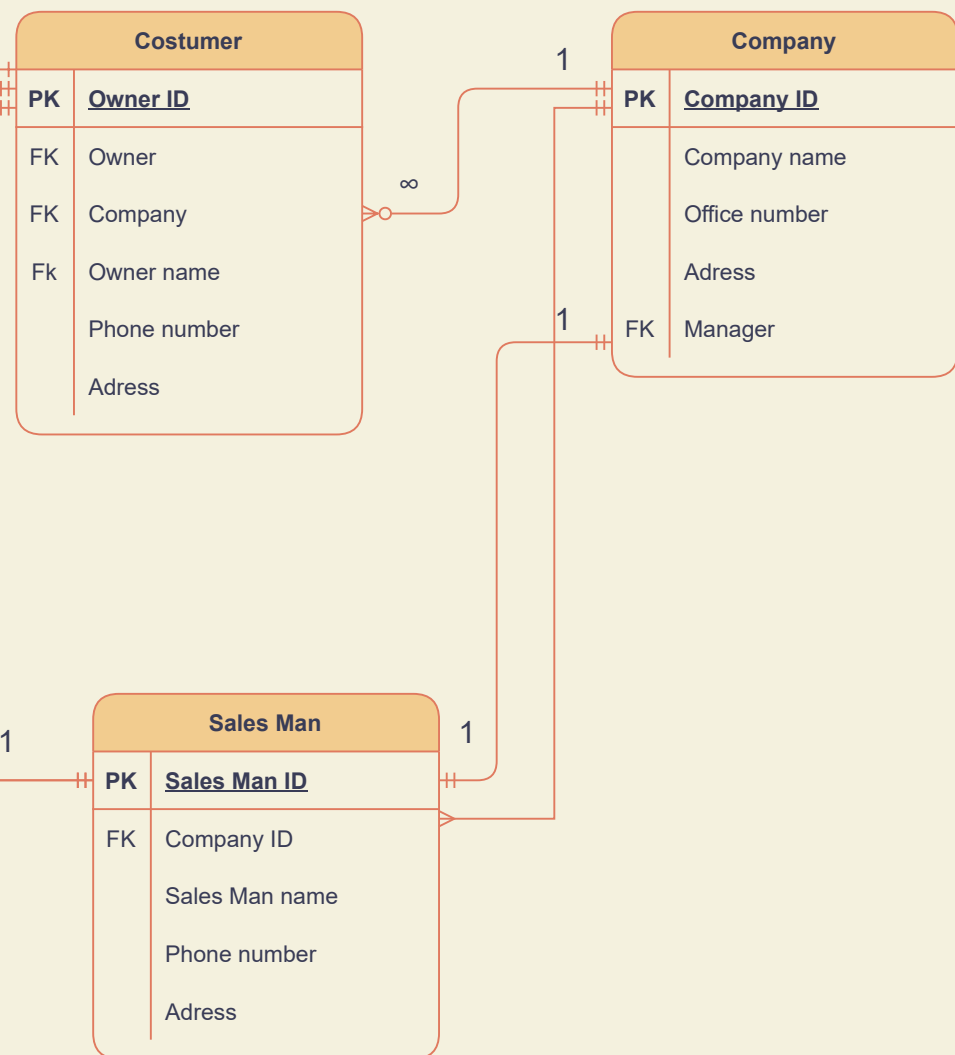 Costumer
PK Owner ID
FK Owner
FK Company
Fk Owner name
Phone number
Adress
∞
1
1
Company
PK Company ID
Company name
Office number
Adress
FK Manager
1
1
Sales Man
PK Sales Man ID
FK Company ID
Sales Man name
Phone number
Adress